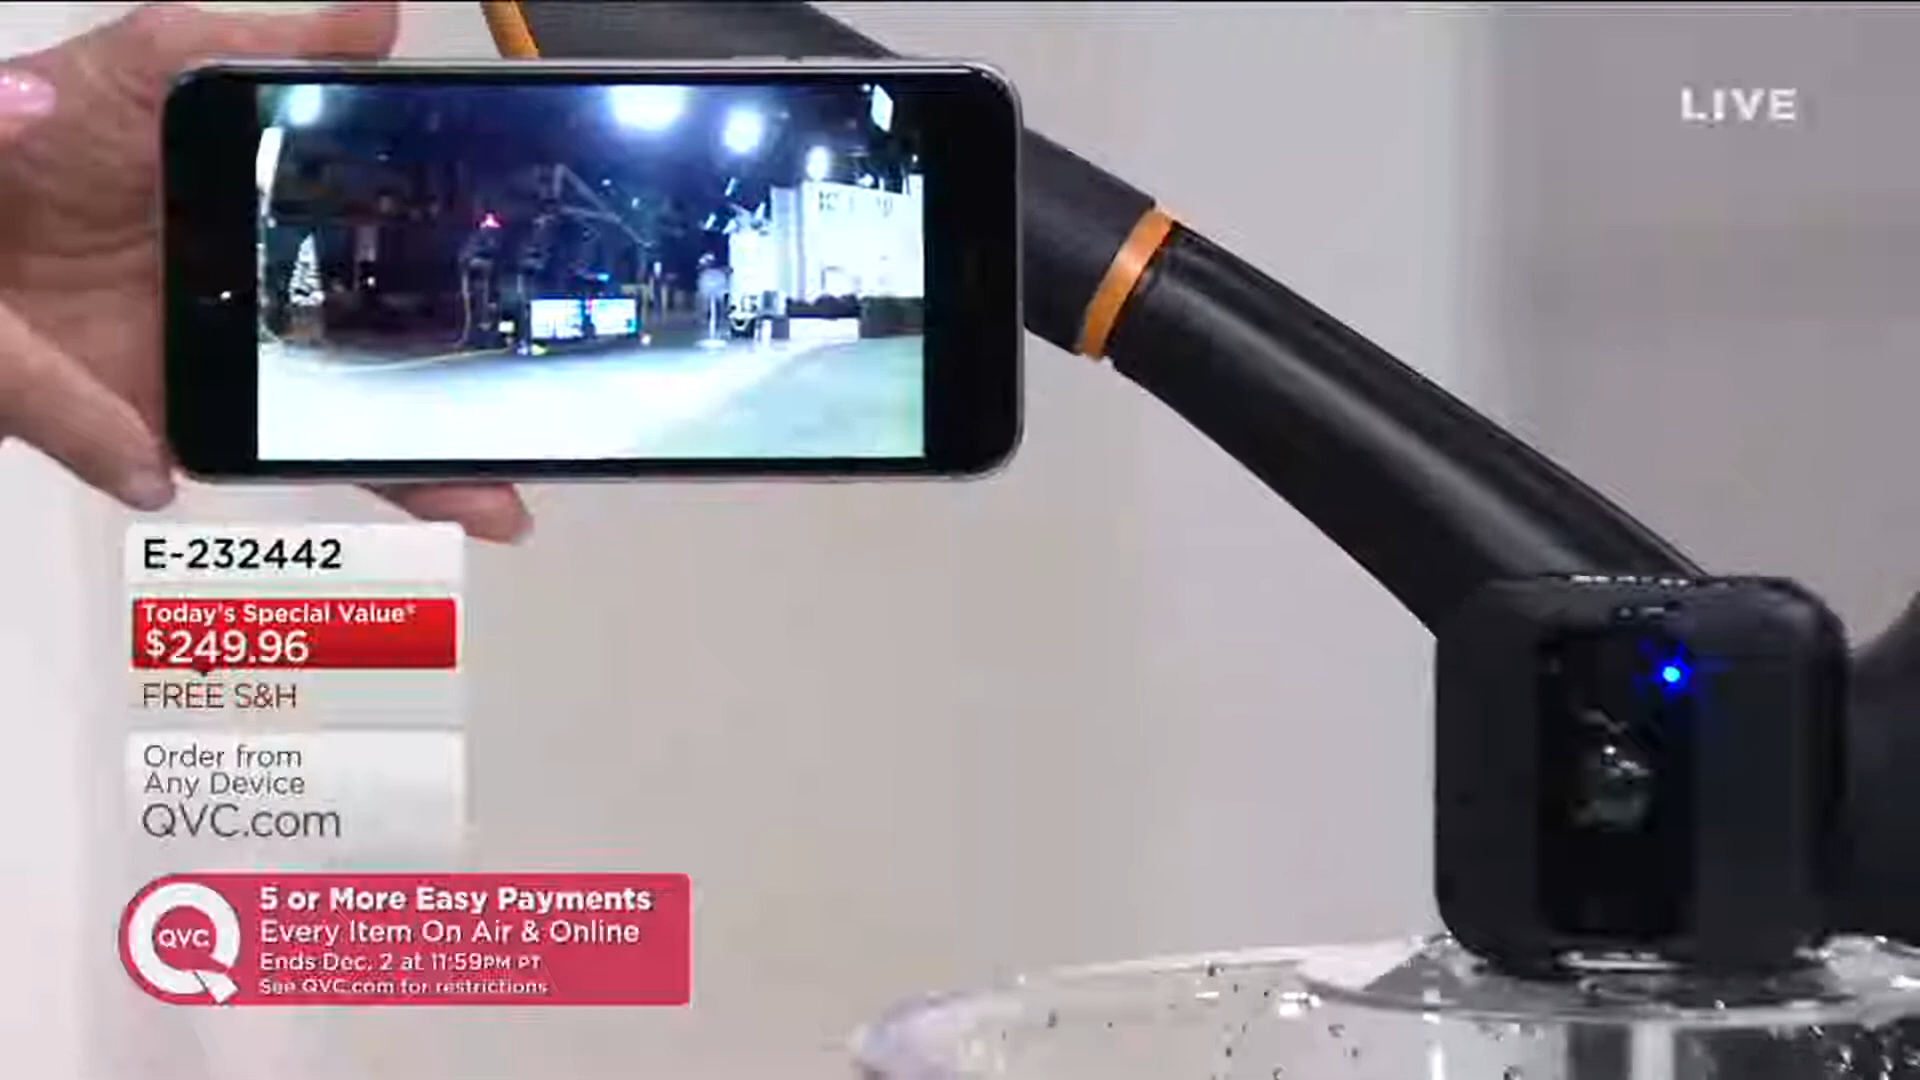 LIVE
E-232442
Today's Special Value®
$249.96
FREE S&H
Order from
Any Device
QVC.com
QVC
5 or More Easy Payments
Every Item On Air & Online
Ends Dec. 2 at 11:59PM PT
See QVC.com for restrictions